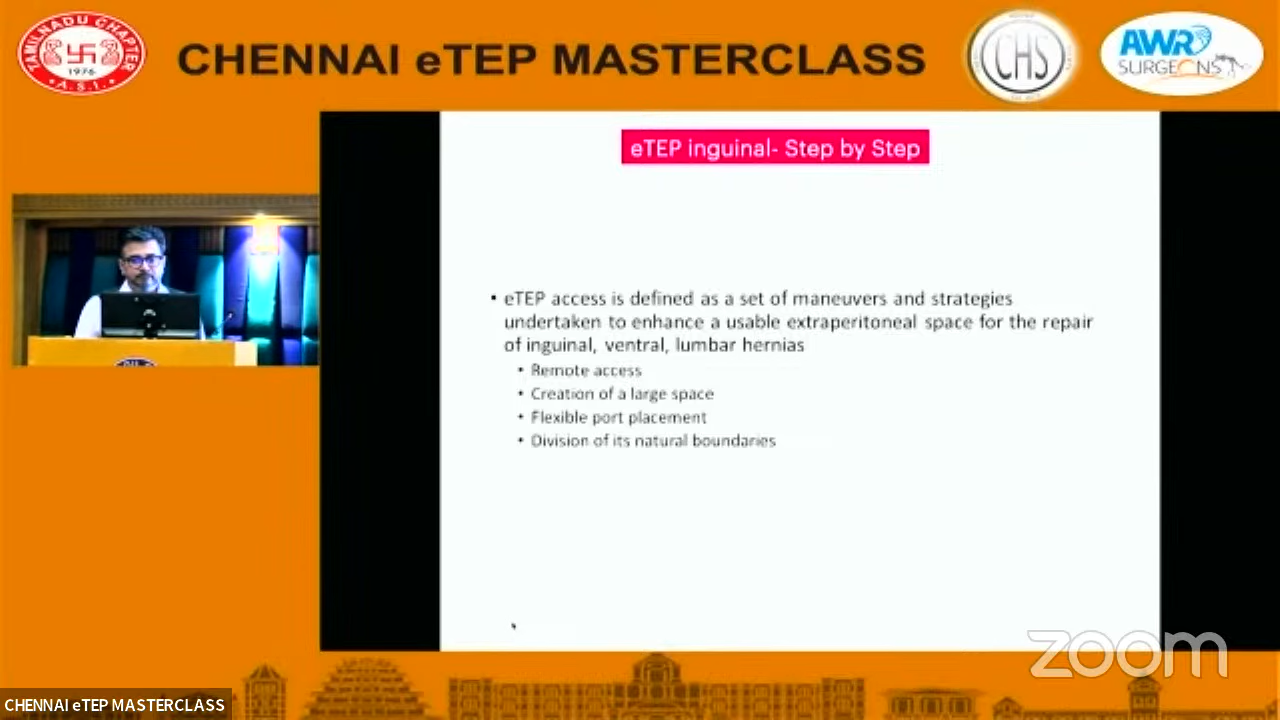 TAMILNADU CHAPTER
1976
A.S.I.
CHENNAI eTEP MASTERCLASS
CHS
AWR
SURGEONS
eTEP inguinal- Step by Step
• eTEP access is defined as a set of maneuvers and strategies
undertaken to enhance a usable extraperitoneal space for the repair
of inguinal, ventral, lumbar hernias
• Remote access
• Creation of a large space
• Flexible port placement
• Division of its natural boundaries
zoom
CHENNAI eTEP MASTERCLASS